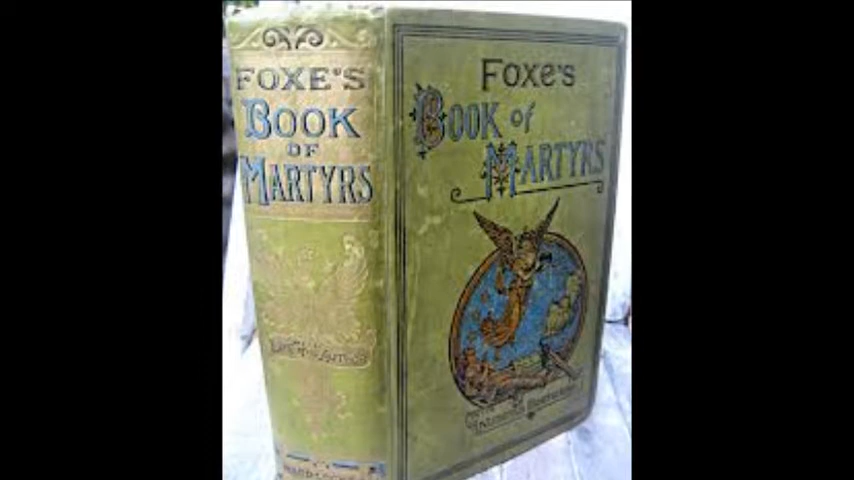 FOXE'S
BOOK
OF
MARTYRS
FOXE'S
BOOK of
MARTYRS